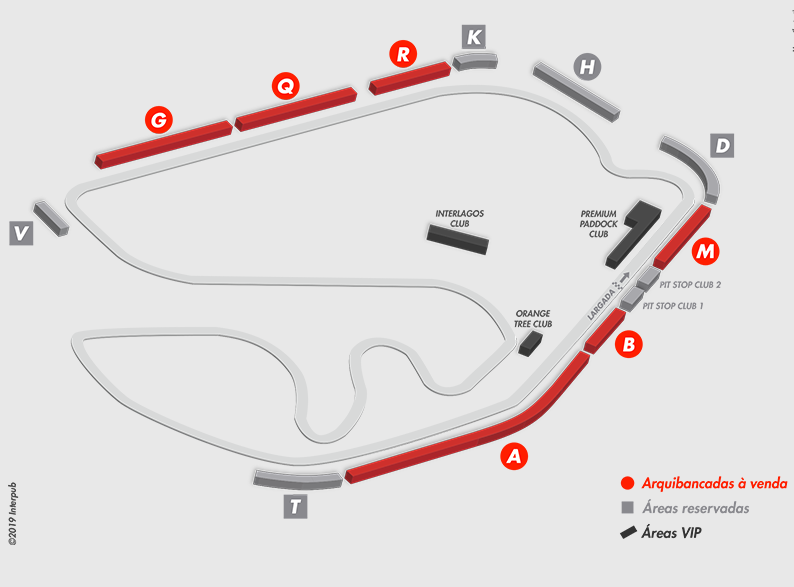 K
R
H
Q
G
D
V
INTERLAGOS
CLUB
PREMIUM
PADDOCK
CLUB
M
PIT STOP CLUB 2
LARGADA
PIT STOP CLUB 1
ORANGE
TREE CLUB
B
A
T
Arquibancadas à venda
Áreas reservadas
Áreas VIP
©2019 Interpub